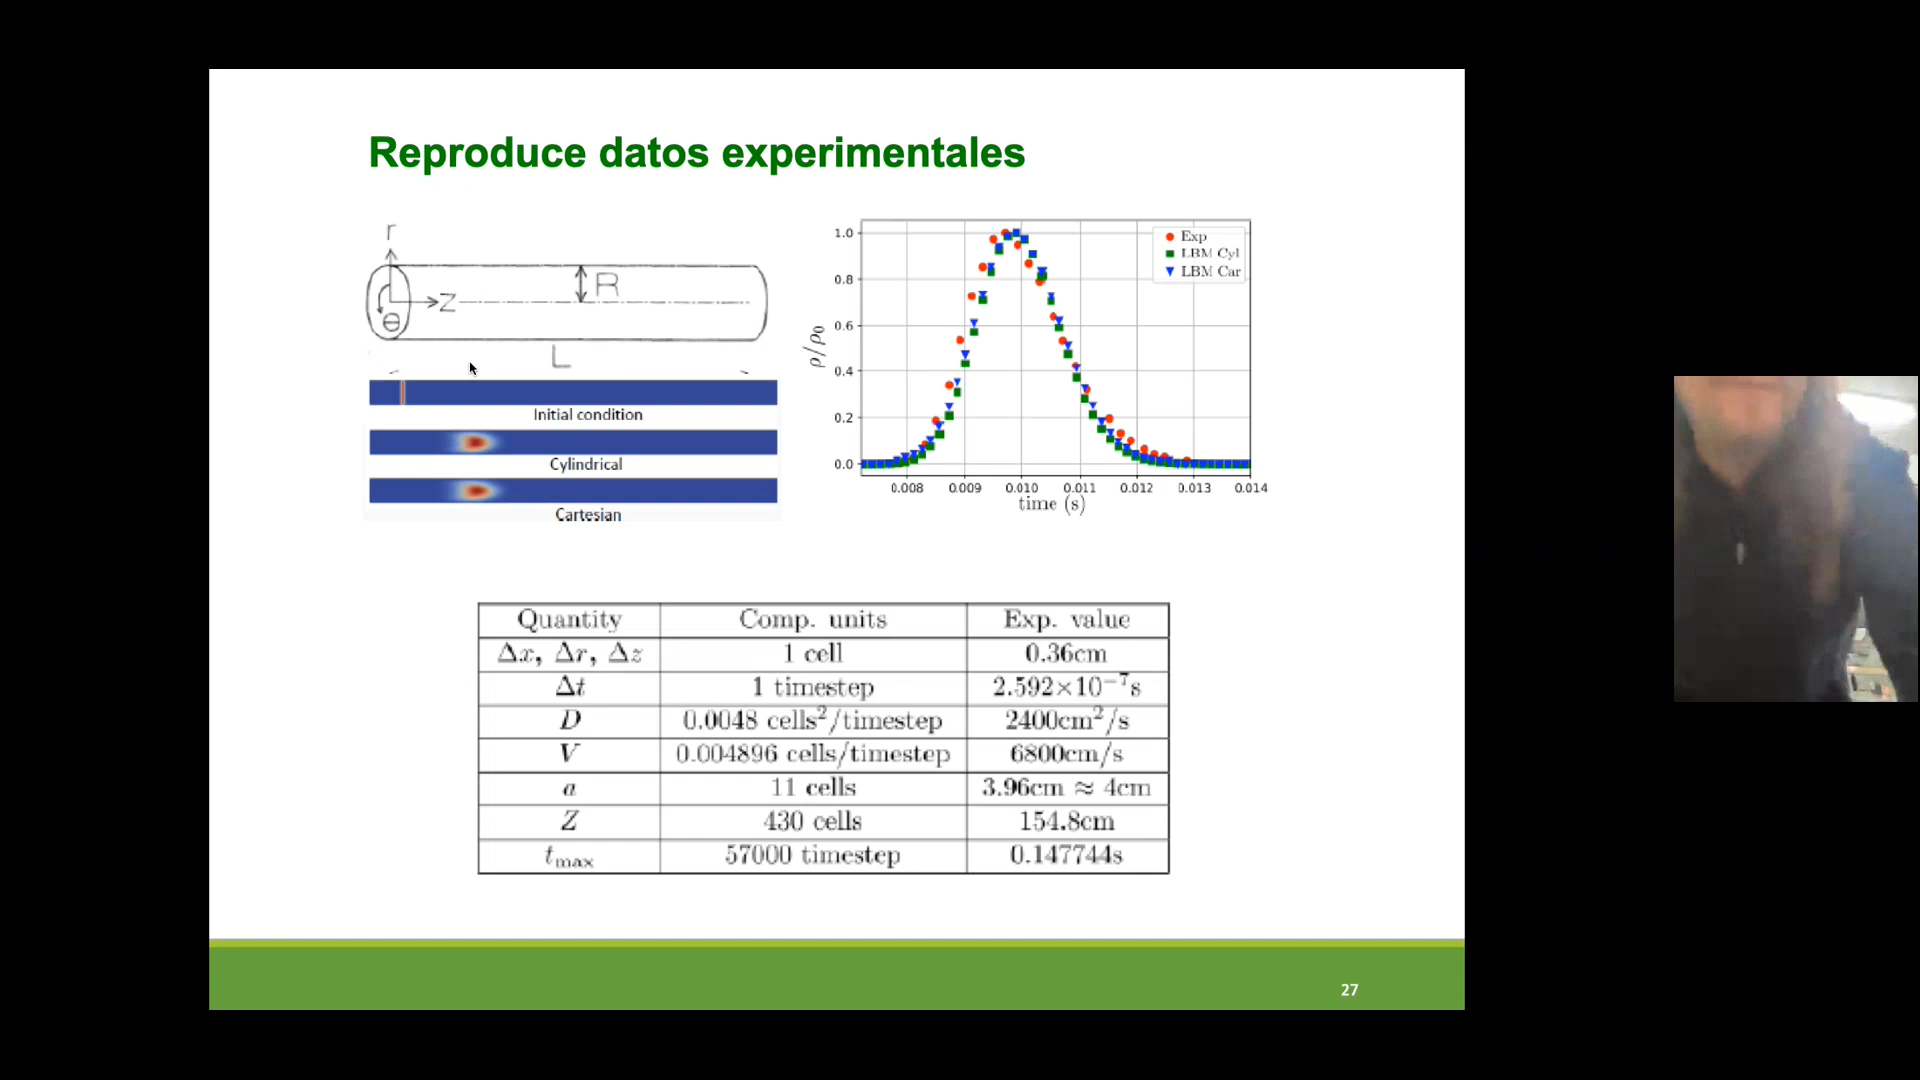 Reproduce datos experimentales
r
R
Z
θ
L
Initial condition
Cylindrical
Cartesian
Exp
LBM Cyl
LBM Car
1.0
0.8
0.6
0.4
0.2
0.0
ρ/ρ₀
0.008 0.009 0.010 0.011 0.012 0.013 0.014
time (s)
Quantity Comp. units Exp. value
Δx, Δr, Δz 1 cell 0.36cm
Δt 1 timestep 2.592×10⁻⁷s
D 0.0048 cells²/timestep 2400cm²/s
V 0.004896 cells/timestep 6800cm/s
a 11 cells 3.96cm ≈ 4cm
Z 430 cells 154.8cm
tmax 57000 timestep 0.147744s
27